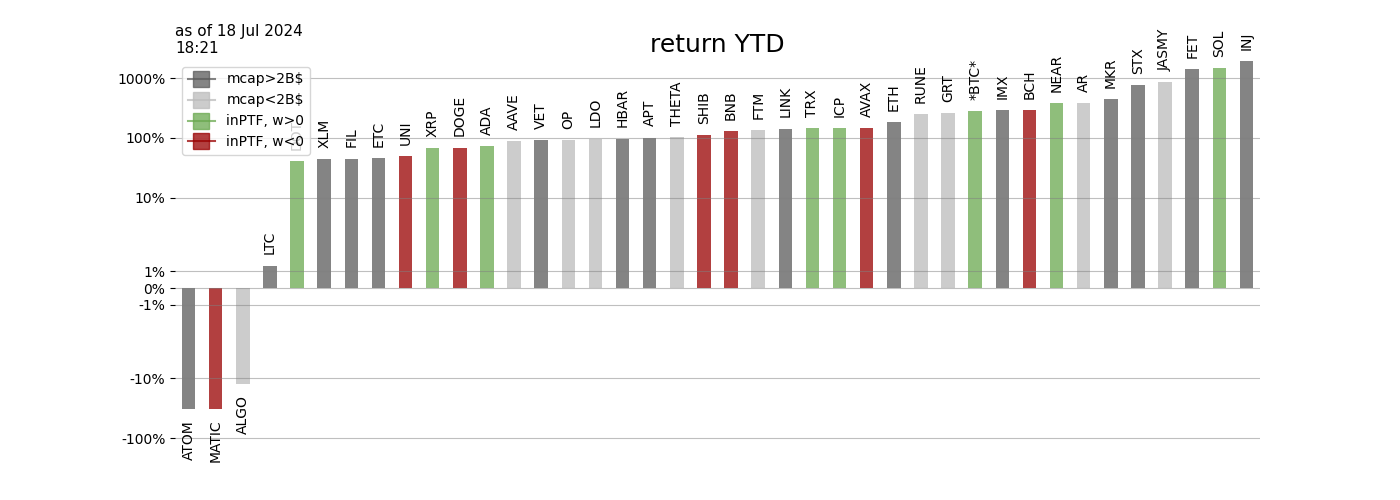 as of 18 Jul 2024
18:21
return YTD
mcap>2B$
mcap<2B$
inPTF, w>0
inPTF, w<0
1000%
100%
10%
1%
0%
-1%
-10%
-100%
ATOM
MATIC
ALGO
LTC
XLM
FIL
ETC
UNI
XRP
DOGE
ADA
AAVE
VET
OP
LDO
HBAR
APT
THETA
SHIB
BNB
FTM
LINK
TRX
ICP
AVAX
ETH
RUNE
GRT
*BTC*
IMX
BCH
NEAR
AR
MKR
STX
JASMY
FET
SOL
INJ